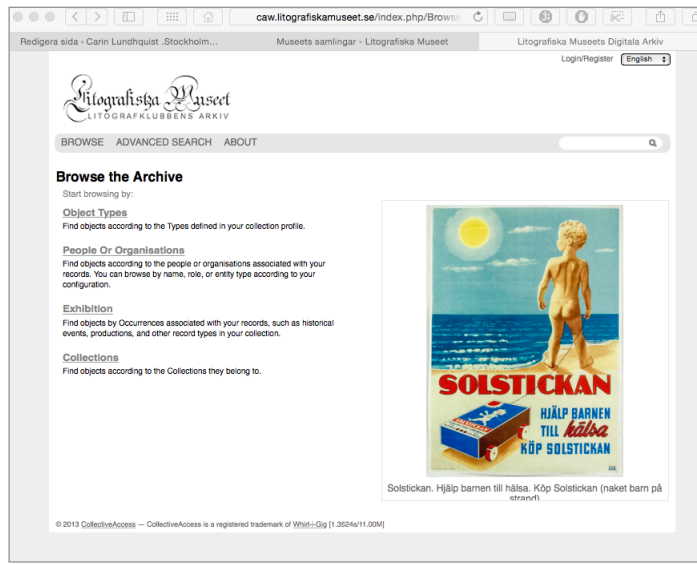 caw.litografiskamuseet.se/index.php/Brows
Redigera sida ‹ Carin Lundhquist .Stockholm…
Museets samlingar - Litografiska Museet
Litografiska Museets Digitala Arkiv
Login/Register
English
Litografiska Museet
LITOGRAFKLUBBENS ARKIV
BROWSE ADVANCED SEARCH ABOUT
Browse the Archive
Start browsing by:
Object Types
Find objects according to the Types defined in your collection profile.
People Or Organisations
Find objects according to the people or organisations associated with your
records. You can browse by name, role, or entity type according to your
configuration.
Exhibition
Find objects by Occurrences associated with your records, such as historical
events, productions, and other record types in your collection.
Collections
Find objects according to the Collections they belong to.
SOLSTICKAN
HJÄLP BARNEN
TILL hälsa
KÖP SOLSTICKAN
Solstickan. Hjälp barnen till hälsa. Köp Solstickan (naket barn på
strand)
© 2013 CollectiveAccess — CollectiveAccess is a registered trademark of Whirl-i-Gig [1.3524s/11.00M]